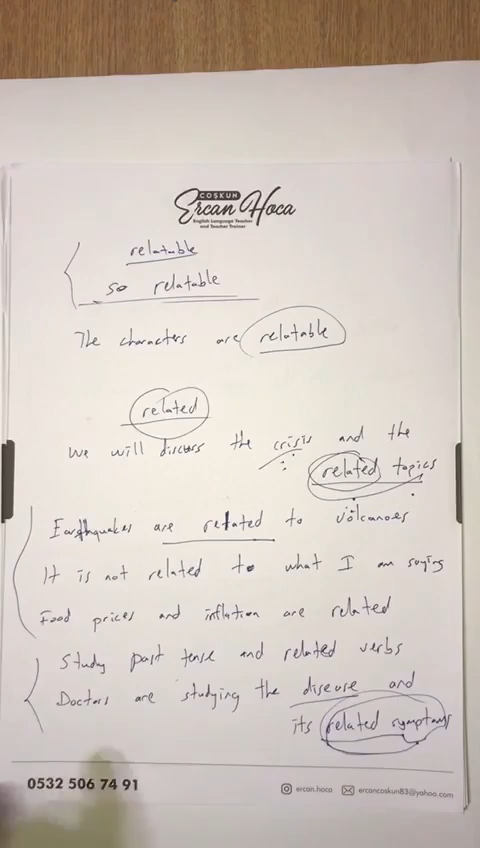 COŞKUN
Ercan Hoca
English Language Teacher
and Teacher Trainer
relatable
so relatable
The characters are relatable
related
We will discuss the crisis and the
related topics
Earthquakes are related to volcanoes
It is not related to what I am saying
Food prices and inflation are related
Study past tense and related verbs
Doctors are studying the disease and
its related symptoms
0532 506 74 91
ercan.hoca
ercancoskun83@yahoo.com